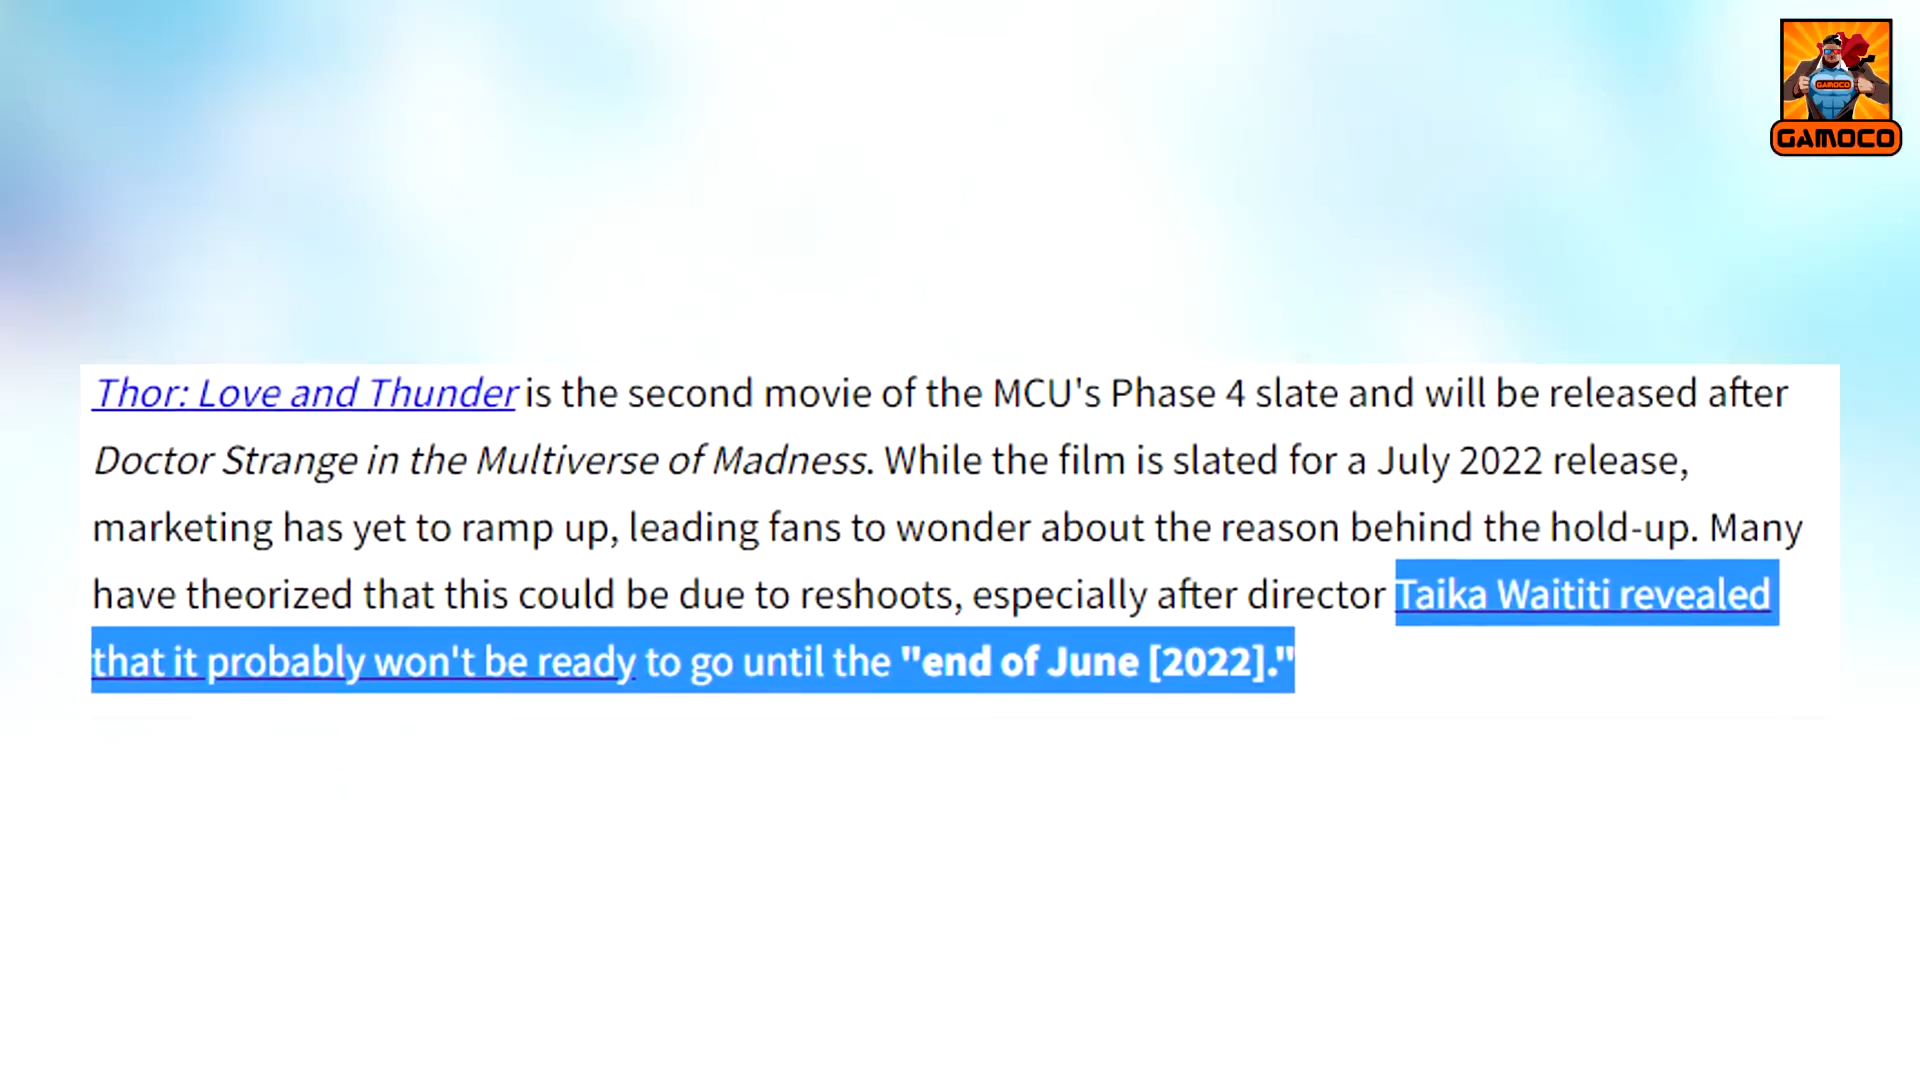 GAMOCO
GAMOCO
Thor: Love and Thunder is the second movie of the MCU's Phase 4 slate and will be released after
Doctor Strange in the Multiverse of Madness. While the film is slated for a July 2022 release,
marketing has yet to ramp up, leading fans to wonder about the reason behind the hold-up. Many
have theorized that this could be due to reshoots, especially after director Taika Waititi revealed
that it probably won't be ready to go until the "end of June [2022]."